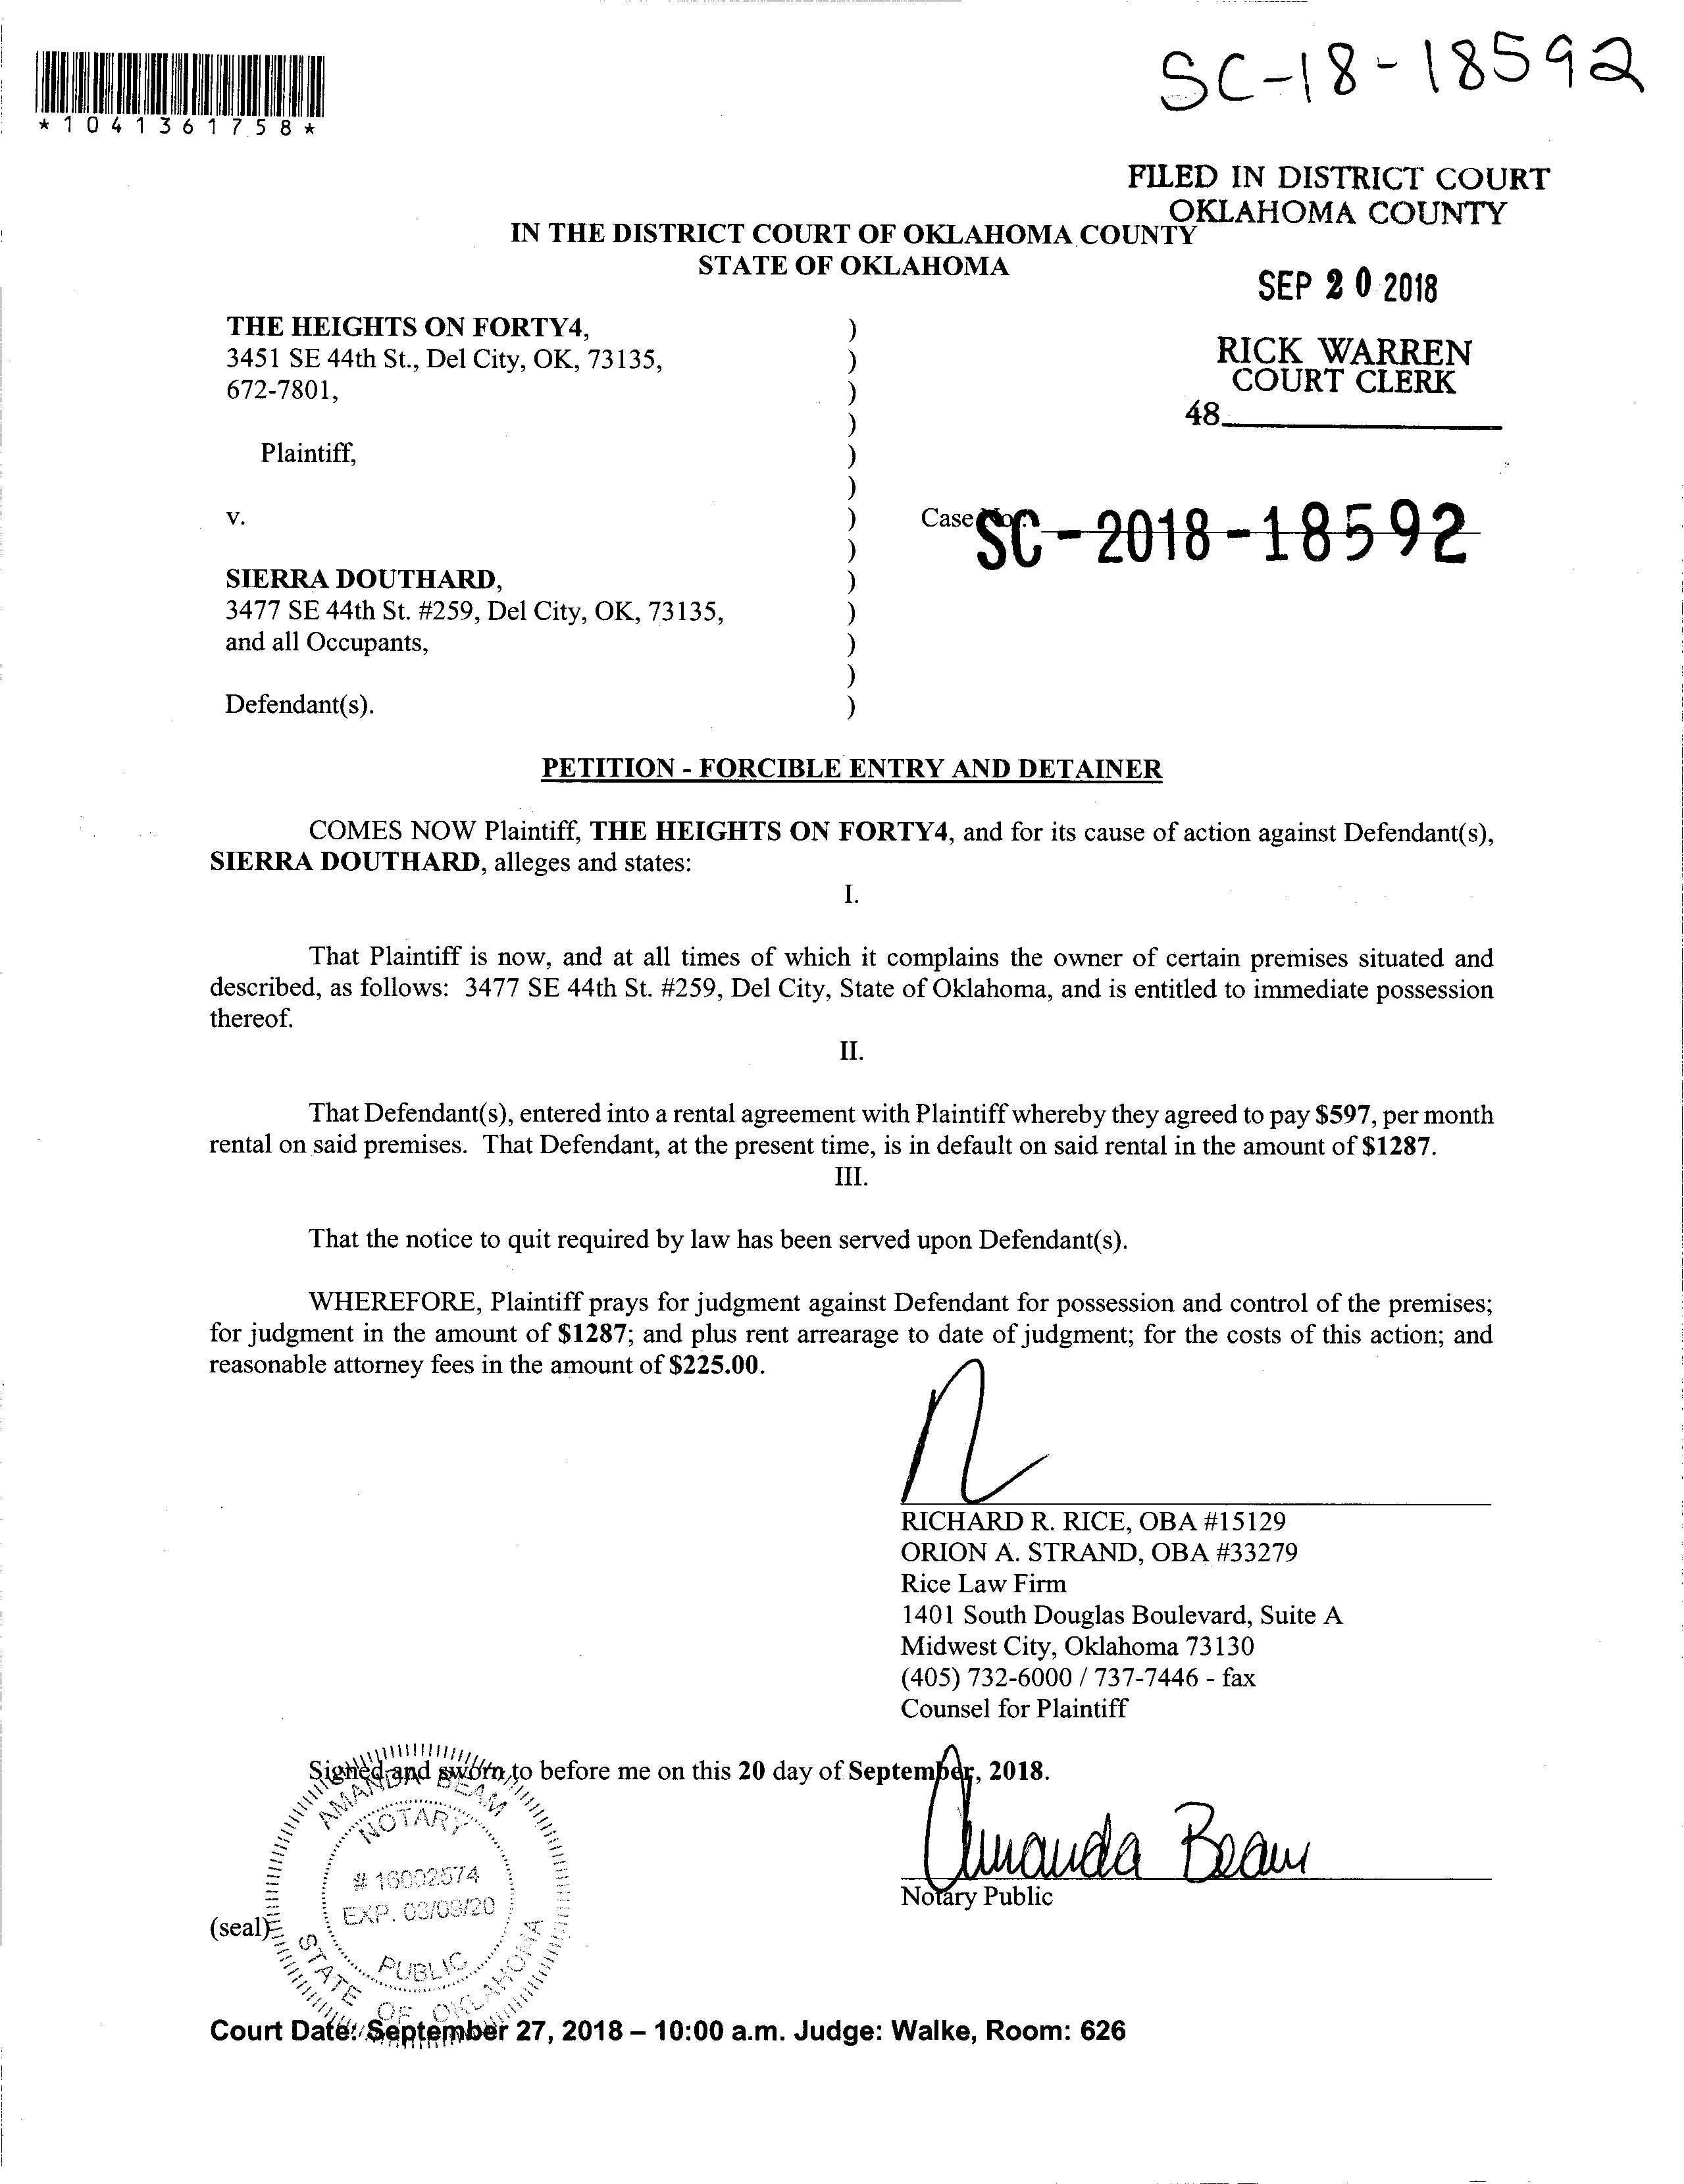 *1041361758*
SC-18-18592
FILED IN DISTRICT COURT
OKLAHOMA COUNTY
IN THE DISTRICT COURT OF OKLAHOMA COUNTY
STATE OF OKLAHOMA
SEP 20 2018
RICK WARREN
COURT CLERK
48
THE HEIGHTS ON FORTY4, )
3451 SE 44th St., Del City, OK, 73135, )
672-7801, )
)
Plaintiff, )
)
v. )
Case No. SC-2018-18592
)
SIERRA DOUTHARD, )
3477 SE 44th St. #259, Del City, OK, 73135, )
and all Occupants, )
)
Defendant(s). )
PETITION - FORCIBLE ENTRY AND DETAINER
COMES NOW Plaintiff, THE HEIGHTS ON FORTY4, and for its cause of action against Defendant(s),
SIERRA DOUTHARD, alleges and states:
I.
That Plaintiff is now, and at all times of which it complains the owner of certain premises situated and
described, as follows: 3477 SE 44th St. #259, Del City, State of Oklahoma, and is entitled to immediate possession
thereof.
II.
That Defendant(s), entered into a rental agreement with Plaintiff whereby they agreed to pay $597, per month
rental on said premises. That Defendant, at the present time, is in default on said rental in the amount of $1287.
III.
That the notice to quit required by law has been served upon Defendant(s).
WHEREFORE, Plaintiff prays for judgment against Defendant for possession and control of the premises;
for judgment in the amount of $1287; and plus rent arrearage to date of judgment; for the costs of this action; and
reasonable attorney fees in the amount of $225.00.
RICHARD R. RICE, OBA #15129
ORION A. STRAND, OBA #33279
Rice Law Firm
1401 South Douglas Boulevard, Suite A
Midwest City, Oklahoma 73130
(405) 732-6000 / 737-7446 - fax
Counsel for Plaintiff
Signed and sworn to before me on this 20 day of September, 2018.
AMANDA BEAM
NOTARY
# 16002574
EXP. 03/09/20
PUBLIC
STATE OF OKLAHOMA
Amanda Beam
Notary Public
(seal)
Court Date: September 27, 2018 – 10:00 a.m. Judge: Walke, Room: 626